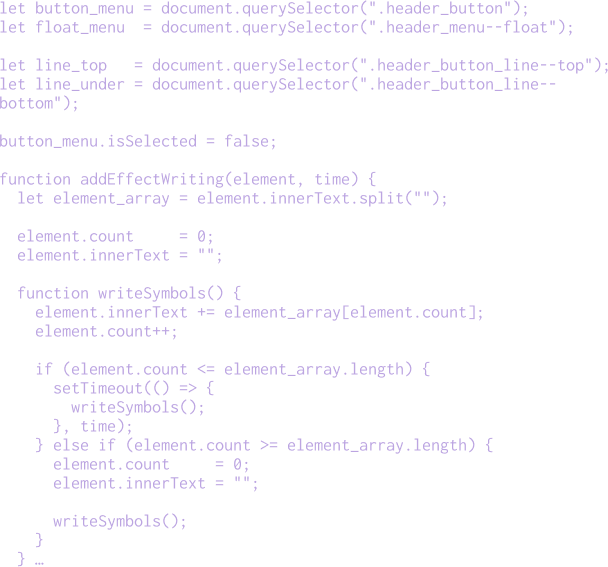 let button_menu = document.querySelector(".header_button");
let float_menu  = document.querySelector(".header_menu--float");

let line_top   = document.querySelector(".header_button_line--top");
let line_under = document.querySelector(".header_button_line--
bottom");

button_menu.isSelected = false;

function addEffectWriting(element, time) {
  let element_array = element.innerText.split("");

  element.count     = 0;
  element.innerText = "";

  function writeSymbols() {
    element.innerText += element_array[element.count];
    element.count++;

    if (element.count <= element_array.length) {
      setTimeout(() => {
        writeSymbols();
      }, time);
    } else if (element.count >= element_array.length) {
      element.count     = 0;
      element.innerText = "";

      writeSymbols();
    }
  } …